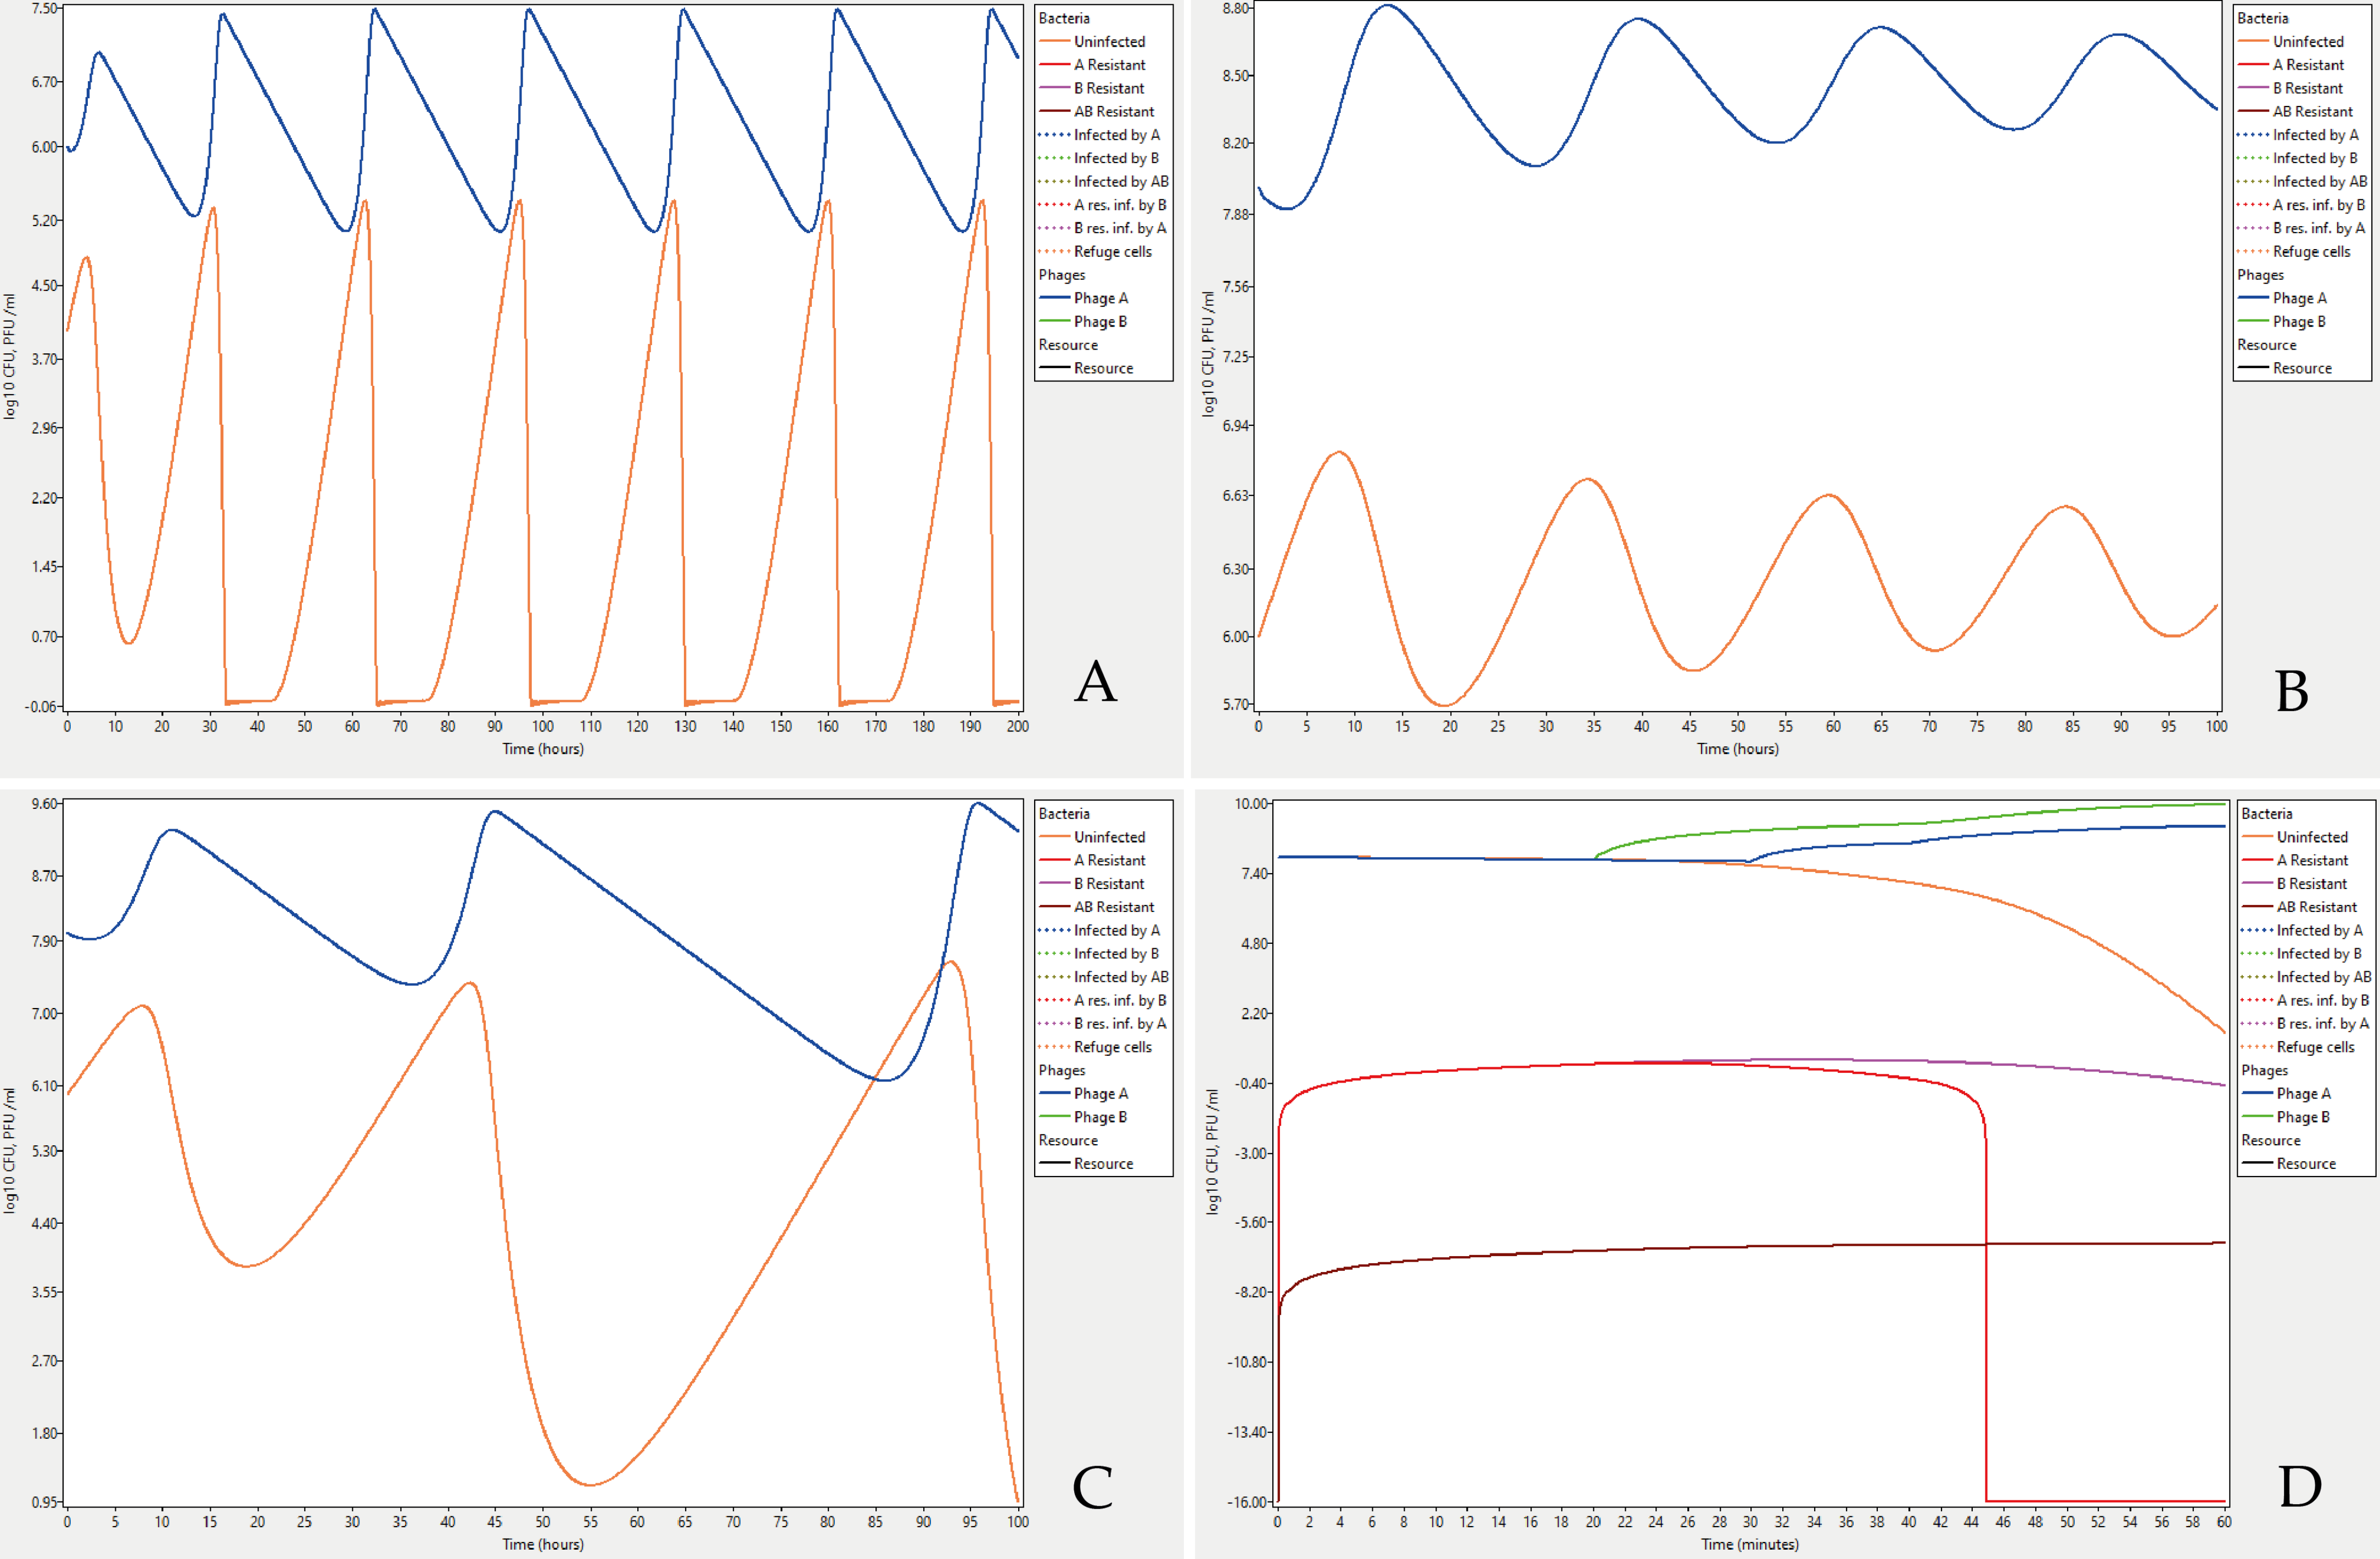 7.50
6.70
6.00
5.20
4.50
3.70
2.96
2.20
1.45
0.70
-0.06
log10 CFU, PFU /ml
0 10 20 30 40 50 60 70 80 90 100 110 120 130 140 150 160 170 180 190 200
Time (hours)
Bacteria
Uninfected
A Resistant
B Resistant
AB Resistant
Infected by A
Infected by B
Infected by AB
A res. inf. by B
B res. inf. by A
Refuge cells
Phages
Phage A
Phage B
Resource
Resource
A
8.80
8.50
8.20
7.88
7.56
7.25
6.94
6.63
6.30
6.00
5.70
log10 CFU, PFU /ml
0 5 10 15 20 25 30 35 40 45 50 55 60 65 70 75 80 85 90 95 100
Time (hours)
Bacteria
Uninfected
A Resistant
B Resistant
AB Resistant
Infected by A
Infected by B
Infected by AB
A res. inf. by B
B res. inf. by A
Refuge cells
Phages
Phage A
Phage B
Resource
Resource
B
9.60
8.70
7.90
7.00
6.10
5.30
4.40
3.55
2.70
1.80
0.95
log10 CFU, PFU /ml
0 5 10 15 20 25 30 35 40 45 50 55 60 65 70 75 80 85 90 95 100
Time (hours)
Bacteria
Uninfected
A Resistant
B Resistant
AB Resistant
Infected by A
Infected by B
Infected by AB
A res. inf. by B
B res. inf. by A
Refuge cells
Phages
Phage A
Phage B
Resource
Resource
C
10.00
7.40
4.80
2.20
-0.40
-3.00
-5.60
-8.20
-10.80
-13.40
-16.00
log10 CFU, PFU /ml
0 2 4 6 8 10 12 14 16 18 20 22 24 26 28 30 32 34 36 38 40 42 44 46 48 50 52 54 56 58 60
Time (minutes)
Bacteria
Uninfected
A Resistant
B Resistant
AB Resistant
Infected by A
Infected by B
Infected by AB
A res. inf. by B
B res. inf. by A
Refuge cells
Phages
Phage A
Phage B
Resource
Resource
D